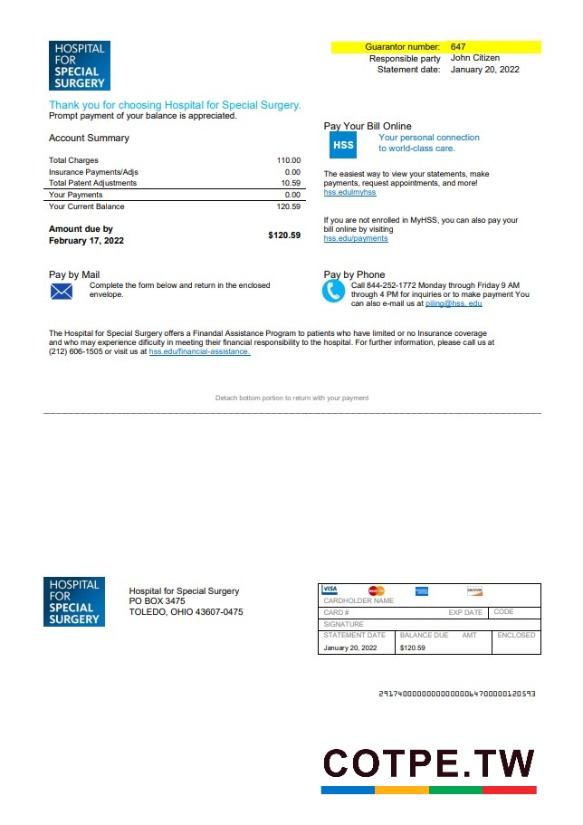 HOSPITAL
FOR
SPECIAL
SURGERY
Guarantor number: 647
Responsible party John Citizen
Statement date: January 20, 2022
Thank you for choosing Hospital for Special Surgery.
Prompt payment of your balance is appreciated.
Account Summary
Total Charges 110.00
Insurance Payments/Adjs 0.00
Total Patent Adjustments 10.59
Your Payments 0.00
Your Current Balance 120.59
Amount due by
February 17, 2022
$120.59
Pay Your Bill Online
HSS
Your personal connection
to world-class care.
The easiest way to view your statements, make
payments, request appointments, and more!
hss.edulmyhss
If you are not enrolled in MyHSS, you can also pay your
bill online by visiting
hss.edu/payments
Pay by Mail
Complete the form below and return in the enclosed
envelope.
Pay by Phone
Call 844-252-1772 Monday through Friday 9 AM
through 4 PM for inquiries or to make payment You
can also e-mail us at piling@hss. edu
The Hospital for Special Surgery offers a Finandal Assistance Program to patients who have limited or no Insurance coverage
and who may experience dificuity in meeting their financial responsibility to the hospital. For further information, please call us at
(212) 606-1505 or visit us at hss.edu/financial-assistance.
Detach bottom portion to return with your payment
HOSPITAL
FOR
SPECIAL
SURGERY
Hospital for Special Surgery
PO BOX 3475
TOLEDO, OHIO 43607-0475
VISA
CARDHOLDER NAME
CARD # EXP DATE CODE
SIGNATURE
STATEMENT DATE BALANCE DUE AMT ENCLOSED
January 20, 2022 $120.59
COTPE.TW